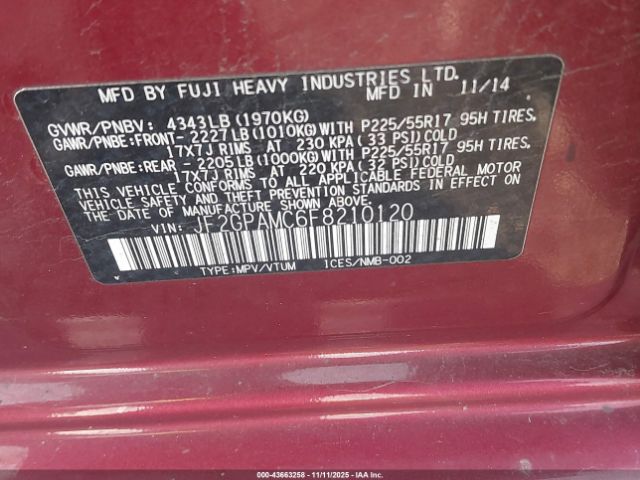 MFD BY FUJI HEAVY INDUSTRIES LTD.
MFD IN 11/14
GVWR/PNBV: 4343LB (1970KG)
GAWR/PNBE:FRONT- 2227LB (1010KG) WITH P225/55R17 95H TIRES,
17X7J RIMS AT 230 KPA (33 PSI) COLD
GAWR/PNBE:REAR - 2205LB (1000KG) WITH P225/55R17 95H TIRES,
17X7J RIMS AT 220 KPA (32 PSI) COLD
THIS VEHICLE CONFORMS TO ALL APPLICABLE FEDERAL MOTOR
VEHICLE SAFETY AND THEFT PREVENTION STANDARDS IN EFFECT ON
THE DATE OF MANUFACTURE SHOWN ABOVE.
VIN: JF2GPAMC6F8210120
TYPE:MPV/VTUM ICES/NMB-002
000-43663258 - 11/11/2025 - IAAI.COM